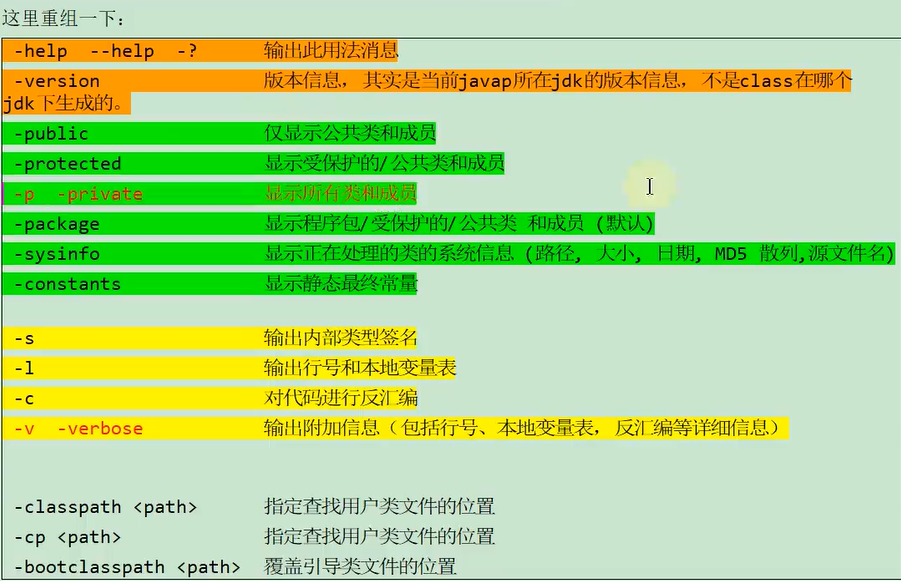 这里重组一下：
-help  --help  -?  输出此用法消息
-version  版本信息，其实是当前javap所在jdk的版本信息，不是class在哪个
jdk下生成的。
-public  仅显示公共类和成员
-protected  显示受保护的/公共类和成员
-p  -private  显示所有类和成员
-package  显示程序包/受保护的/公共类 和成员 (默认)
-sysinfo  显示正在处理的类的系统信息 (路径, 大小, 日期, MD5 散列,源文件名)
-constants  显示静态最终常量
-s  输出内部类型签名
-l  输出行号和本地变量表
-c  对代码进行反汇编
-v  -verbose  输出附加信息（包括行号、本地变量表，反汇编等详细信息）
-classpath <path>  指定查找用户类文件的位置
-cp <path>  指定查找用户类文件的位置
-bootclasspath <path>  覆盖引导类文件的位置